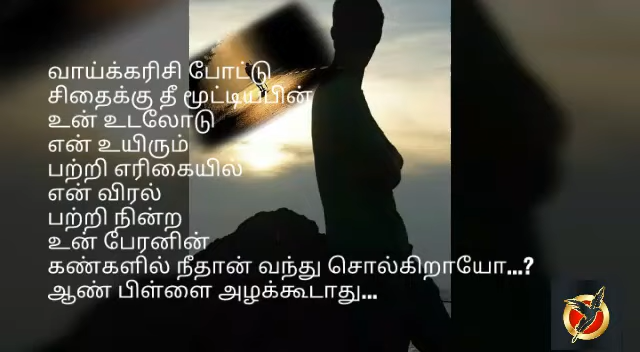 வாய்க்கரிசி போட்டு
சிதைக்கு தீ மூட்டியபின்
உன் உடலோடு
என் உயிரும்
பற்றி எரிகையில்
என் விரல்
பற்றி நின்ற
உன் பேரனின்
கண்களில் நீதான் வந்து சொல்கிறாயோ...?
ஆண் பிள்ளை அழக்கூடாது...